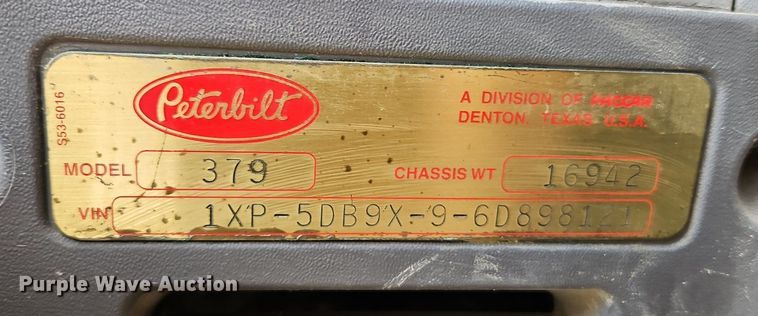 Peterbilt
A DIVISION OF PACCAR
DENTON, TEXAS, U.S.A.
S53-6016
MODEL 379 CHASSIS WT 16942
VIN 1XP-5DB9X-9-6D898121
Purple Wave Auction